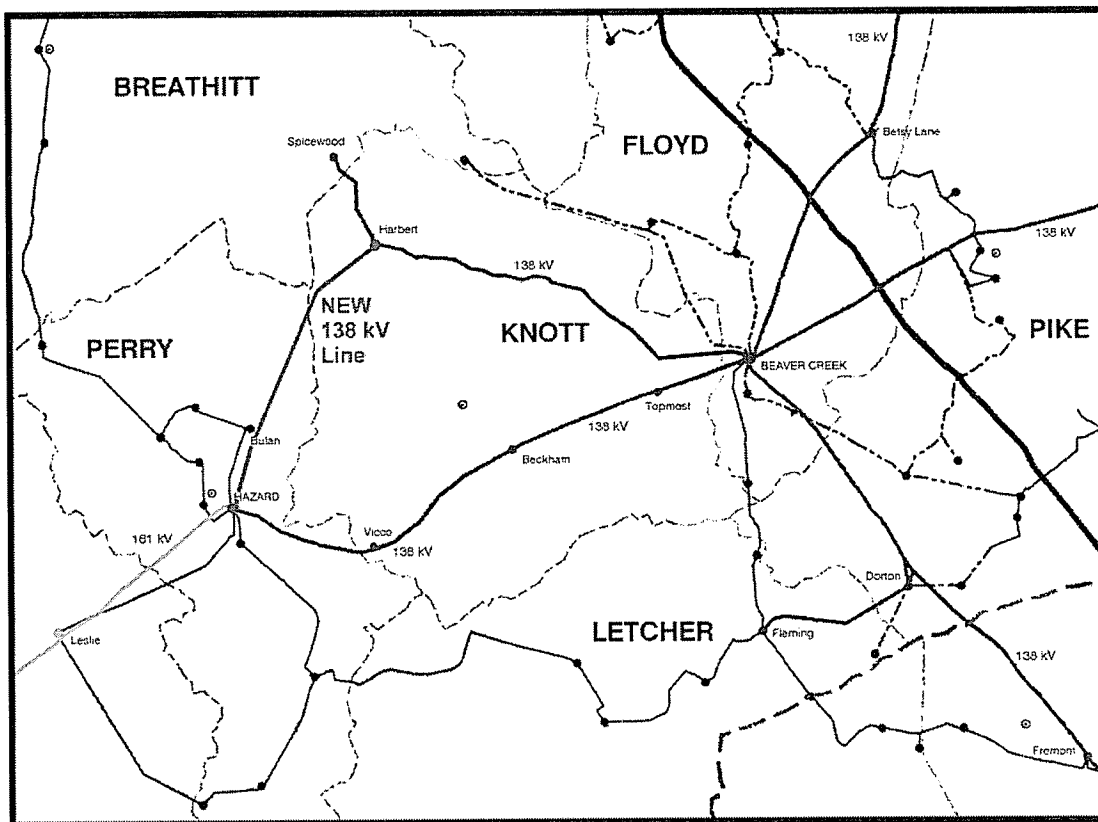 138 kV
BREATHITT
Betsy Lane
FLOYD
Spicewood
Harbert
138 kV
138 kV
NEW
138 kV
Line
KNOTT
PERRY
PIKE
BEAVER CREEK
Topmost
138 kV
Bulan
Beckham
HAZARD
161 kV
Vicco
138 kV
Dorton
Leslie
LETCHER
Fleming
138 kV
Fremont